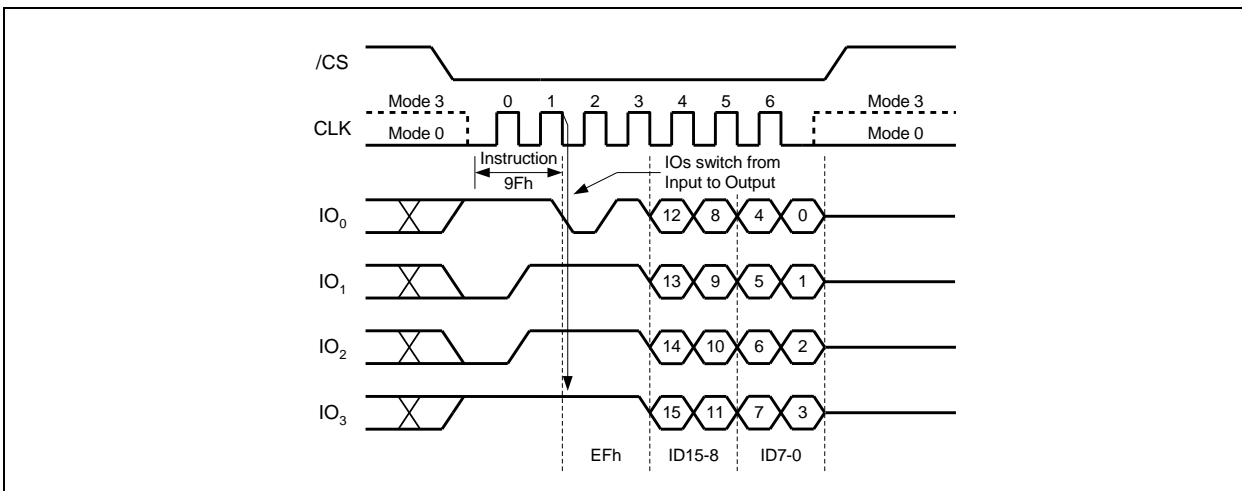 /CS
Mode 3 0 1 2 3 4 5 6 Mode 3
CLK Mode 0 Mode 0
Instruction
9Fh
IOs switch from
Input to Output
IO0 12 8 4 0
IO1 13 9 5 1
IO2 14 10 6 2
IO3 15 11 7 3
EFh ID15-8 ID7-0